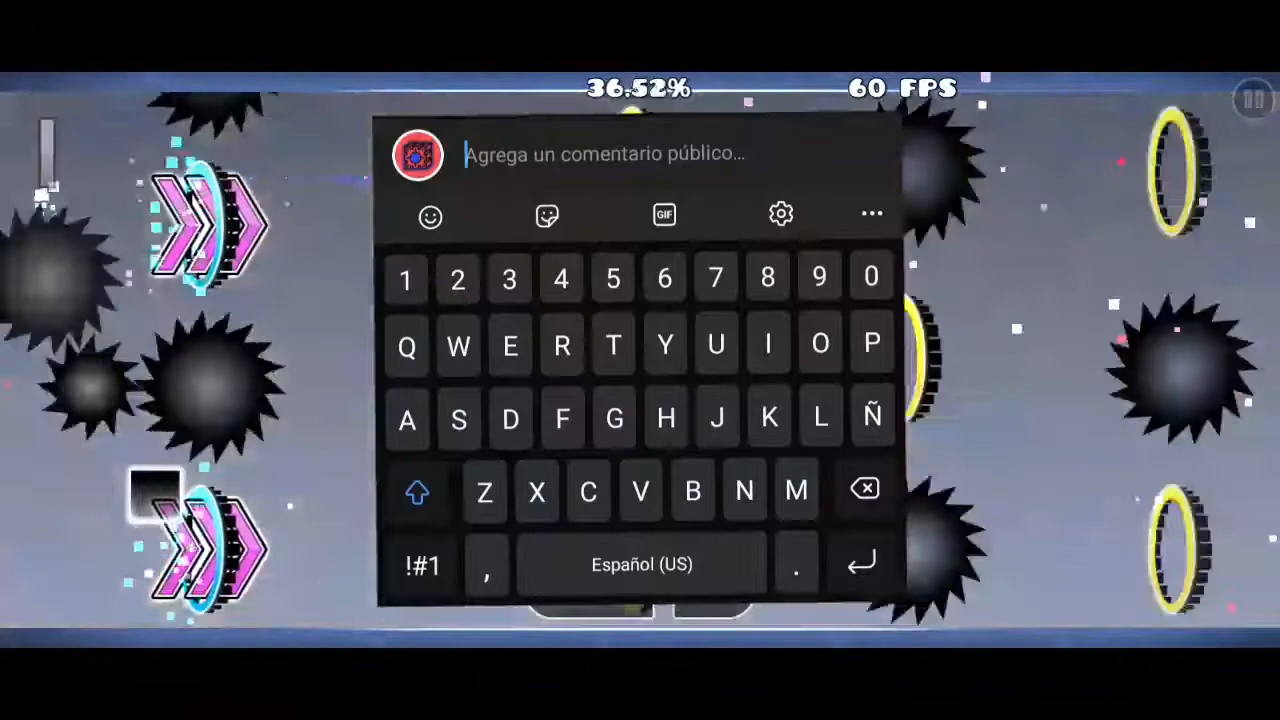 36.52% 60 FPS
Agrega un comentario público...
GIF
1 2 3 4 5 6 7 8 9 0
Q W E R T Y U I O P
A S D F G H J K L Ñ
Z X C V B N M
!#1 , Español (US) .